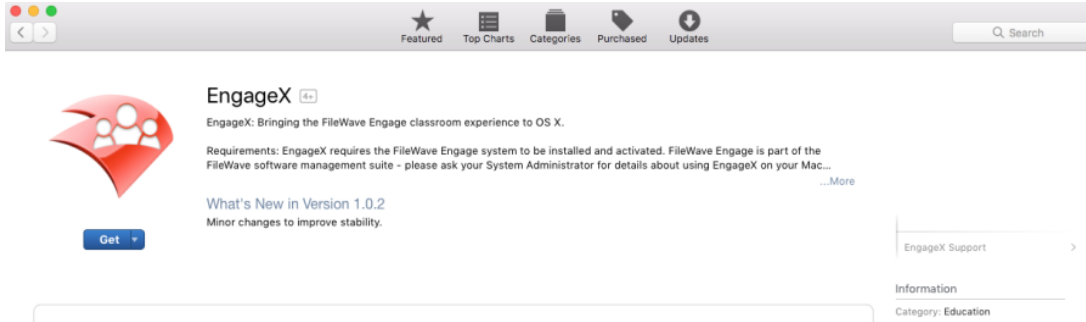 Featured Top Charts Categories Purchased Updates
Search
EngageX 4+
EngageX: Bringing the FileWave Engage classroom experience to OS X.
Requirements: EngageX requires the FileWave Engage system to be installed and activated. FileWave Engage is part of the
FileWave software management suite - please ask your System Administrator for details about using EngageX on your Mac...
...More
What's New in Version 1.0.2
Minor changes to improve stability.
Get
EngageX Support
Information
Category: Education